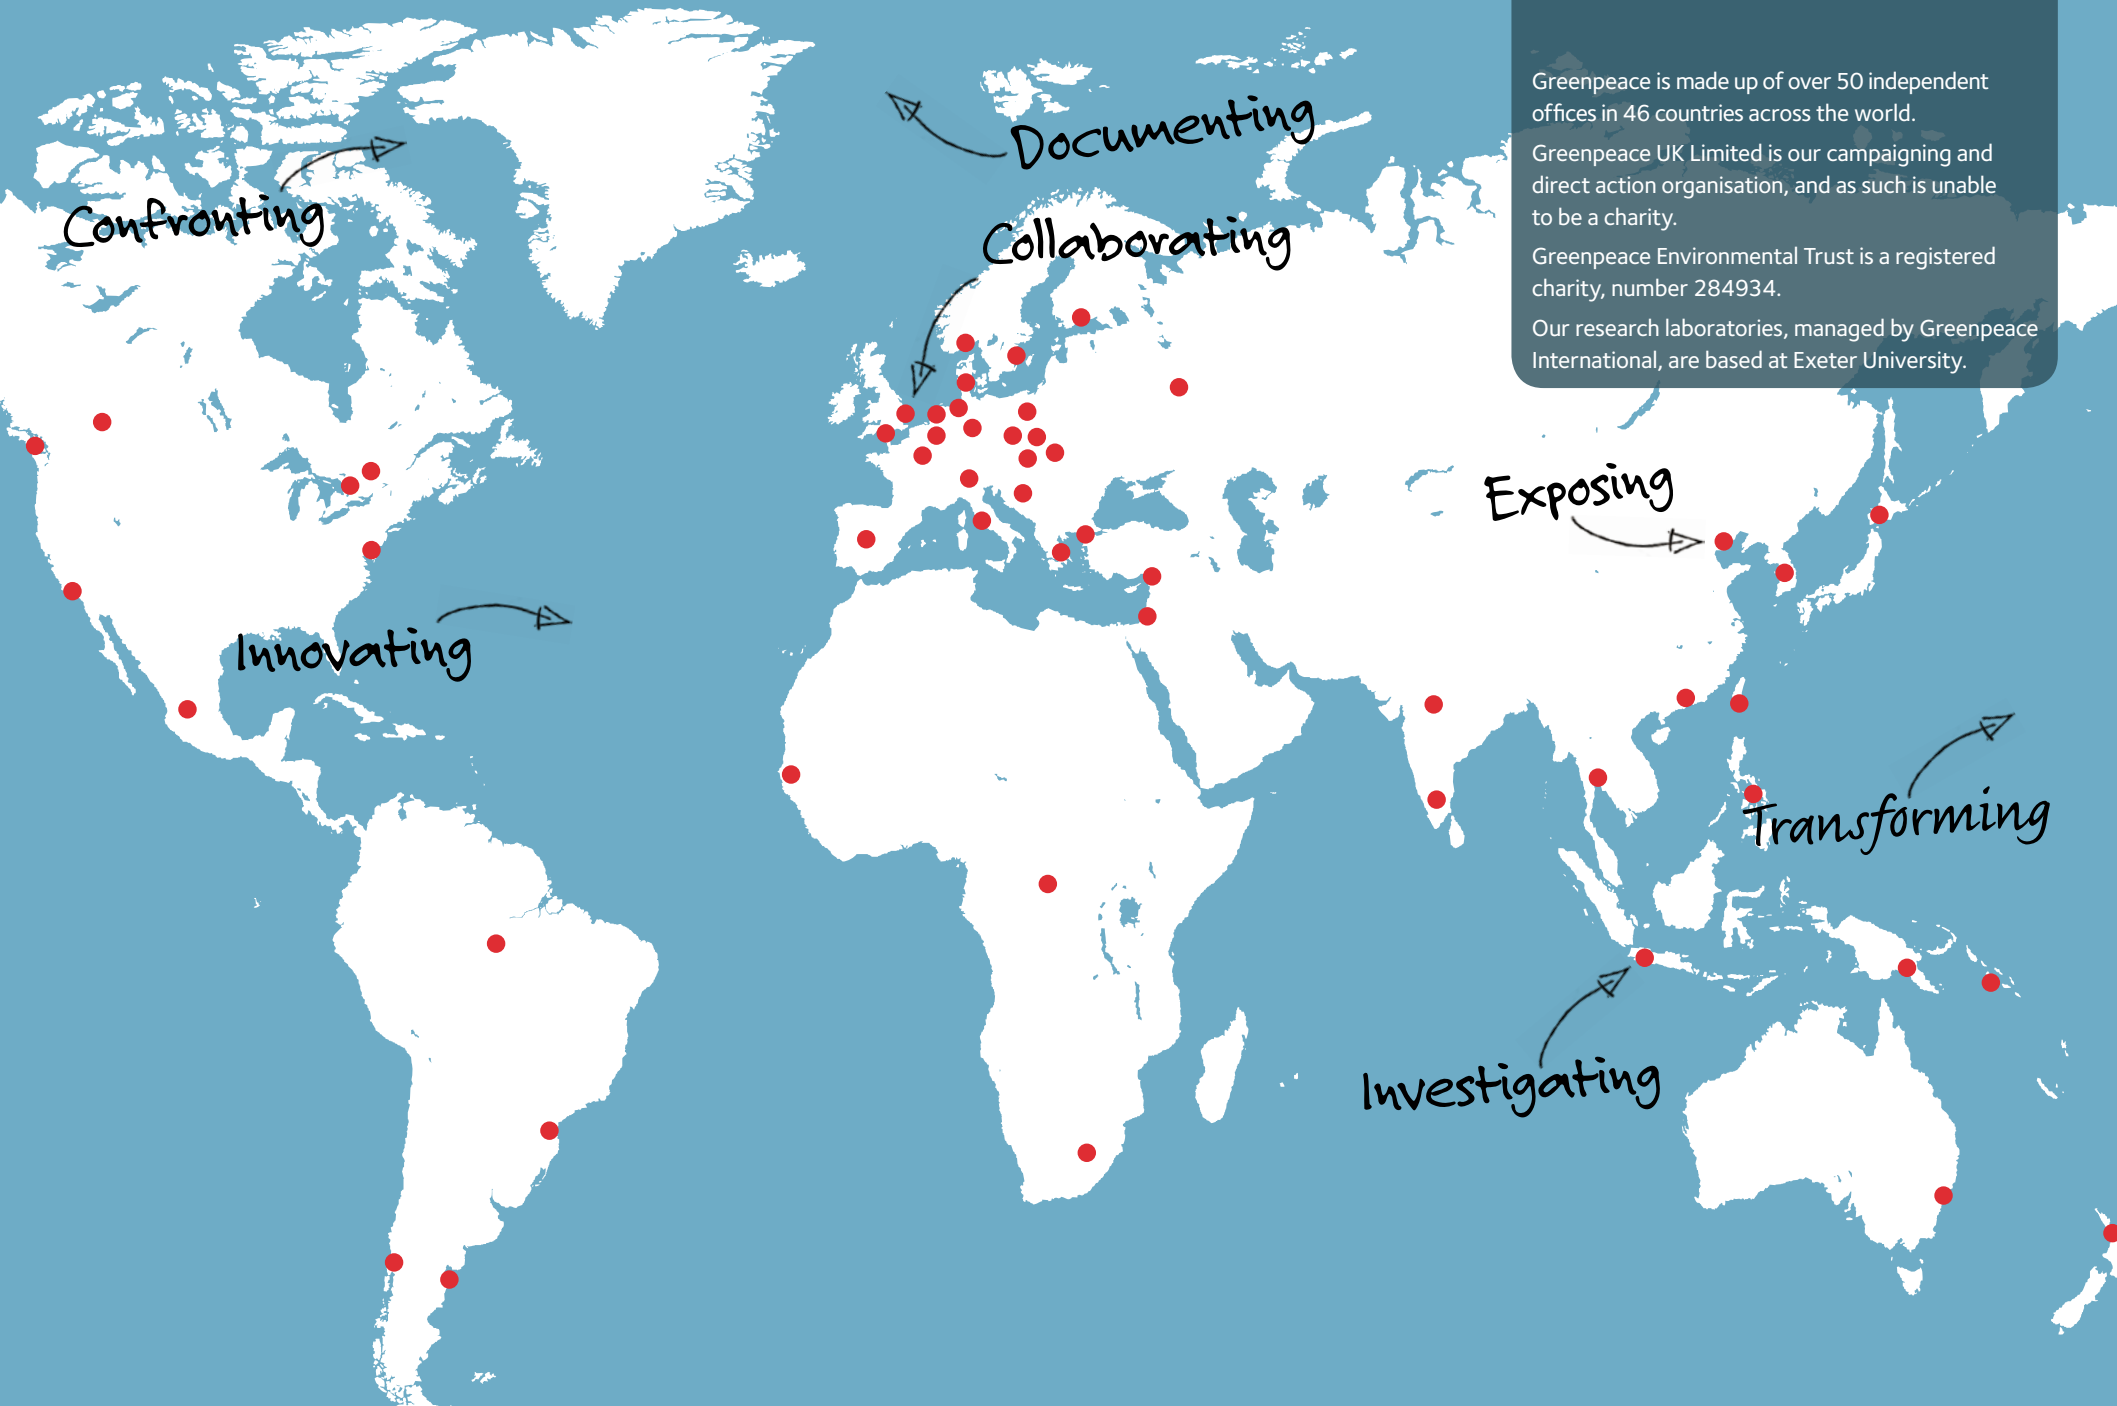 Greenpeace is made up of over 50 independent
offices in 46 countries across the world.
Greenpeace UK Limited is our campaigning and
direct action organisation, and as such is unable
to be a charity.
Greenpeace Environmental Trust is a registered
charity, number 284934.
Our research laboratories, managed by Greenpeace
International, are based at Exeter University.
Documenting
Confronting
Collaborating
Exposing
Innovating
Transforming
Investigating